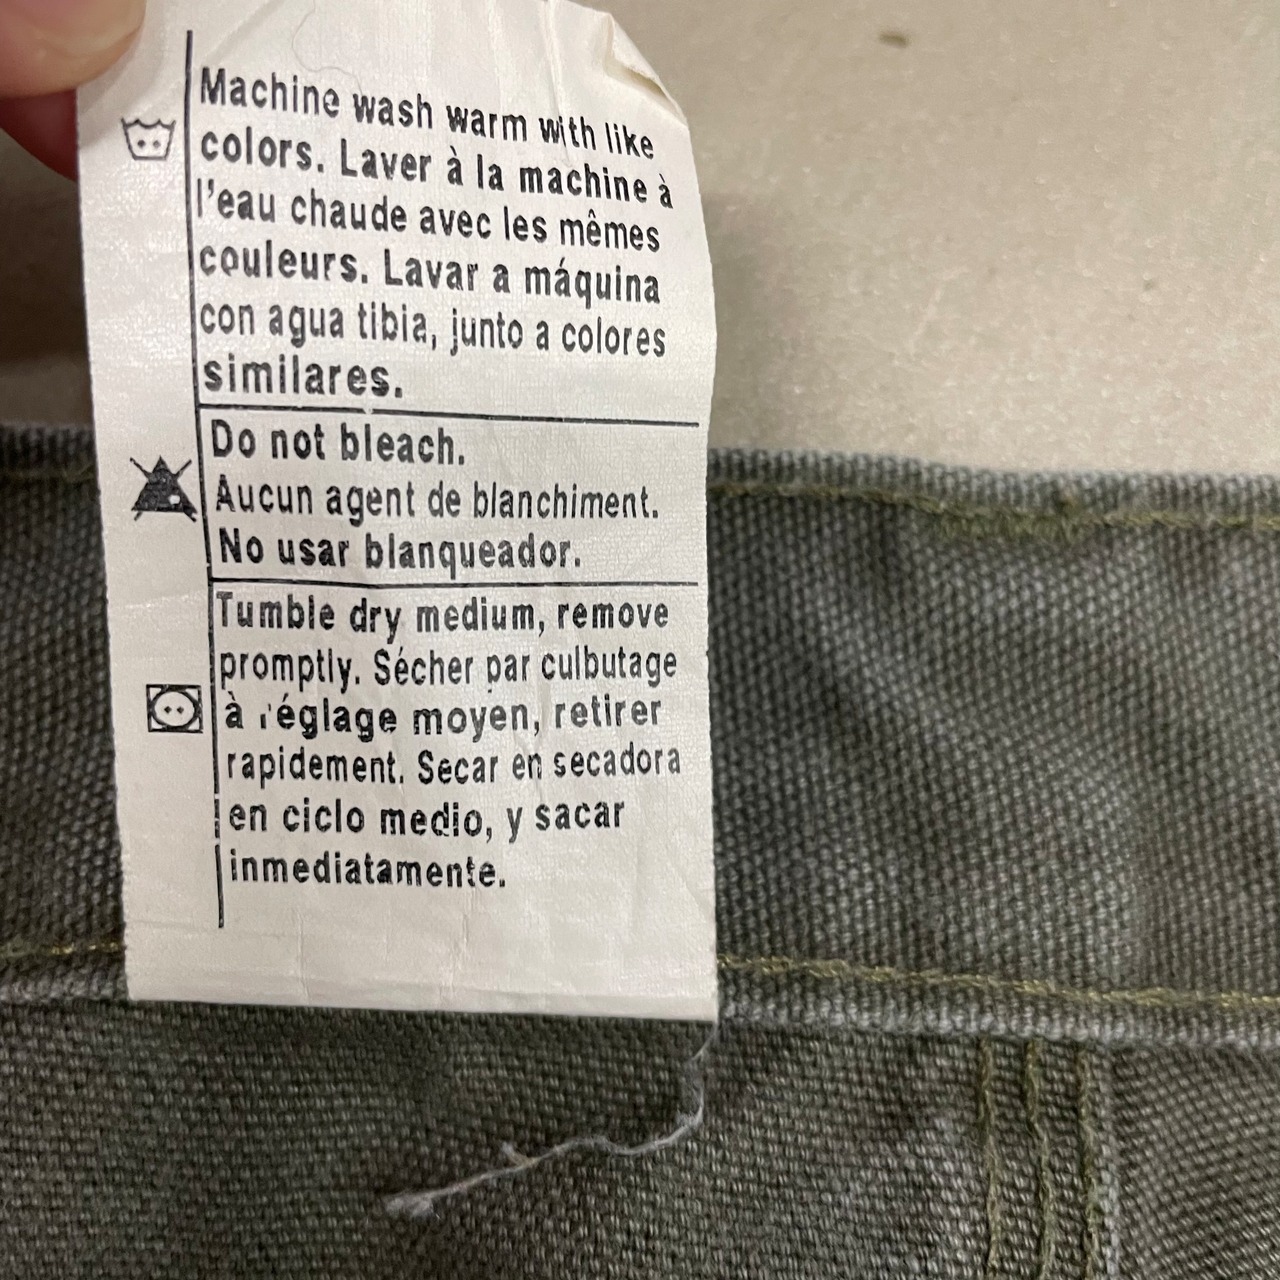 Machine wash warm with like
colors. Laver à la machine à
l'eau chaude avec les mêmes
couleurs. Lavar a máquina
con agua tibia, junto a colores
similares.
Do not bleach.
Aucun agent de blanchiment.
No usar blanqueador.
Tumble dry medium, remove
promptly. Sécher par culbutage
à réglage moyen, retirer
rapidement. Secar en secadora
en ciclo medio, y sacar
inmediatamente.